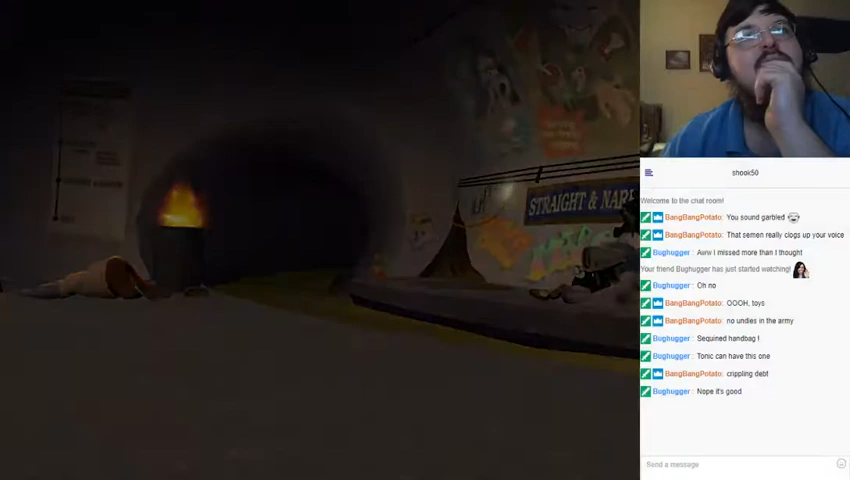 STRAIGHT & NAR
shook50
Welcome to the chat room!
BangBangPotato: You sound garbled
BangBangPotato: That semen really clogs up your voice
Bughugger: Aww I missed more than I thought
Your friend Bughugger has just started watching!
Bughugger: Oh no
BangBangPotato: OOOH, toys
BangBangPotato: no undies in the army
Bughugger: Sequined handbag !
Bughugger: Tonic can have this one
BangBangPotato: crippling debt
Bughugger: Nope it's good
Send a message